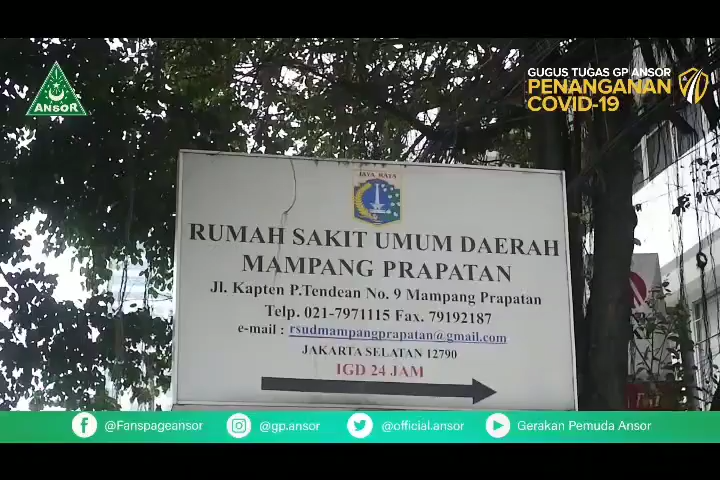 ANSOR
GUGUS TUGAS GP ANSOR
PENANGANAN
COVID-19
JAYA RAYA
RUMAH SAKIT UMUM DAERAH
MAMPANG PRAPATAN
Jl. Kapten P.Tendean No. 9 Mampang Prapatan
Telp. 021-7971115 Fax. 79192187
e-mail : rsudmampangprapatan@gmail.com
JAKARTA SELATAN 12790
IGD 24 JAM
@Fanspageansor
@gp.ansor
@official.ansor
Gerakan Pemuda Ansor